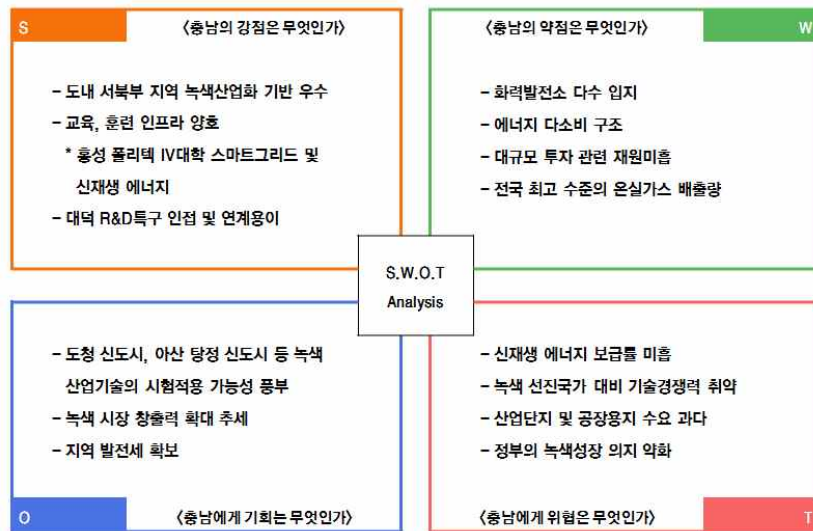 S
〈충남의 강점은 무엇인가〉
- 도내 서북부 지역 녹색산업화 기반 우수
- 교육, 훈련 인프라 양호
* 홍성 폴리텍 IV대학 스마트그리드 및
신재생 에너지
- 대덕 R&D특구 인접 및 연계용이
〈충남의 약점은 무엇인가〉
W
- 화력발전소 다수 입지
- 에너지 다소비 구조
- 대규모 투자 관련 재원미흡
- 전국 최고 수준의 온실가스 배출량
S.W.O.T
Analysis
- 도청 신도시, 아산 탕정 신도시 등 녹색
산업기술의 시험적용 가능성 풍부
- 녹색 시장 창출력 확대 추세
- 지역 발전세 확보
O
〈충남에게 기회는 무엇인가〉
- 신재생 에너지 보급률 미흡
- 녹색 선진국가 대비 기술경쟁력 취약
- 산업단지 및 공장용지 수요 과다
- 정부의 녹색성장 의지 약화
〈충남에게 위협은 무엇인가〉
T